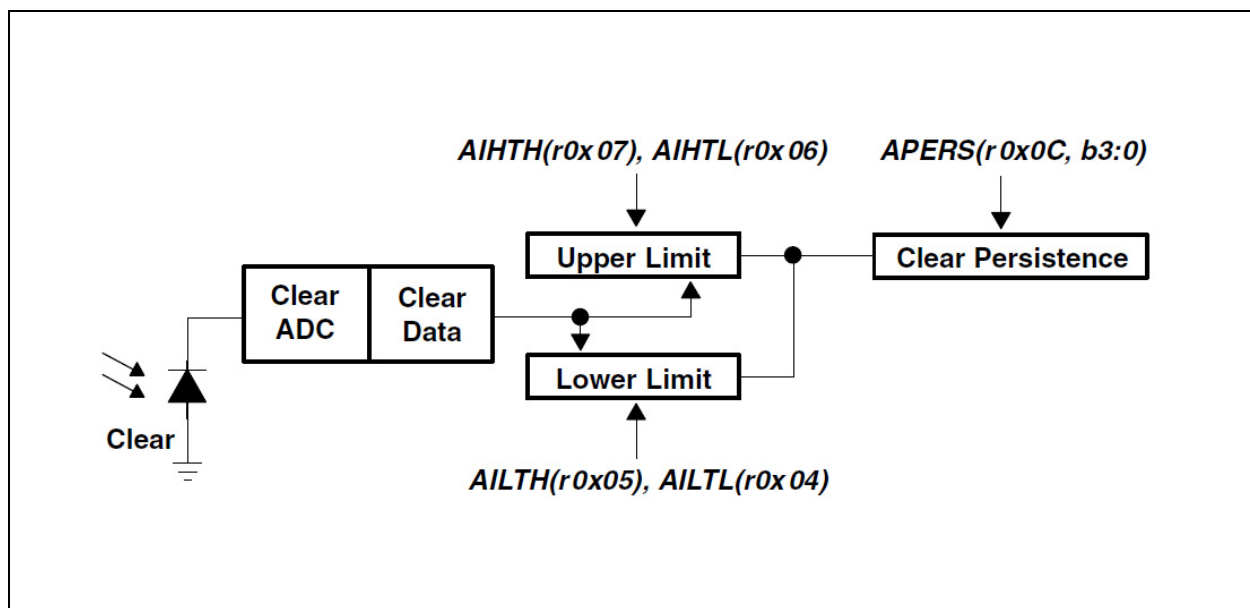 AIHTH(r0x07), AIHTL(r0x06)
APERS(r0x0C, b3:0)
Upper Limit
Clear Persistence
Clear
ADC
Clear
Data
Lower Limit
Clear
AILTH(r0x05), AILTL(r0x04)